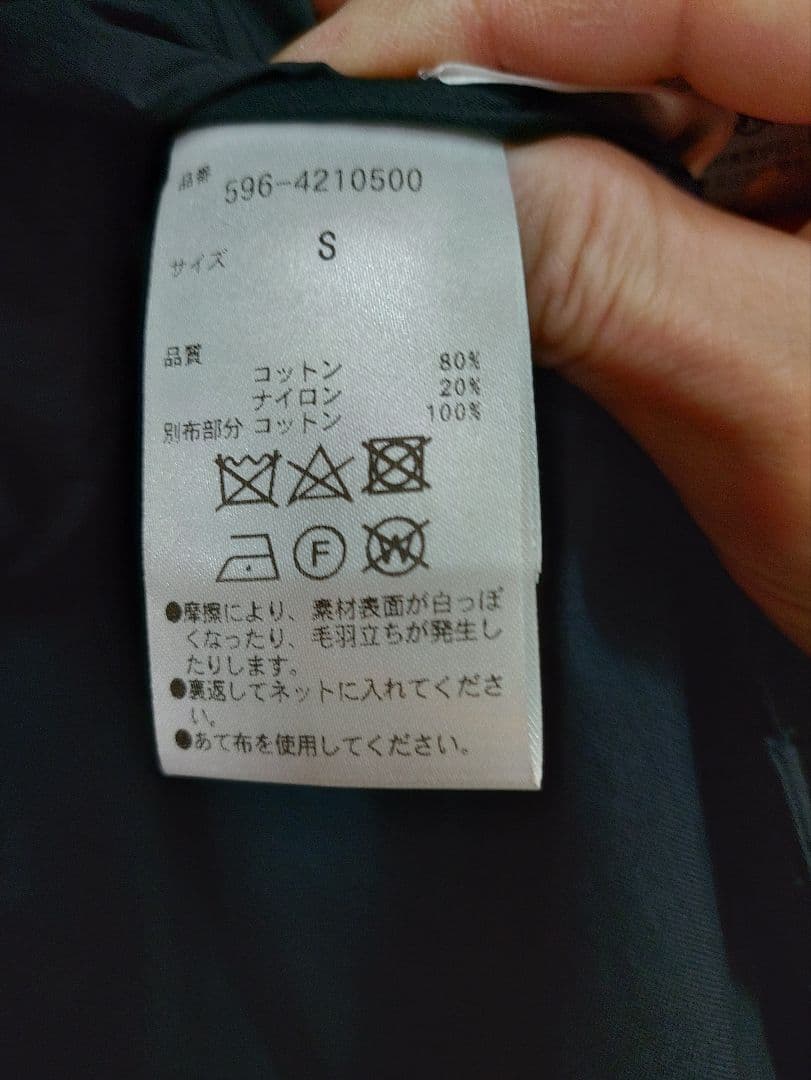 品番 596-4210500
サイズ S
品質
コットン 80%
ナイロン 20%
別布部分 コットン 100%
F W
●摩擦により、素材表面が白っぽ
くなったり、毛羽立ちが発生し
たりします。
●裏返してネットに入れてくださ
い。
●あて布を使用してください。